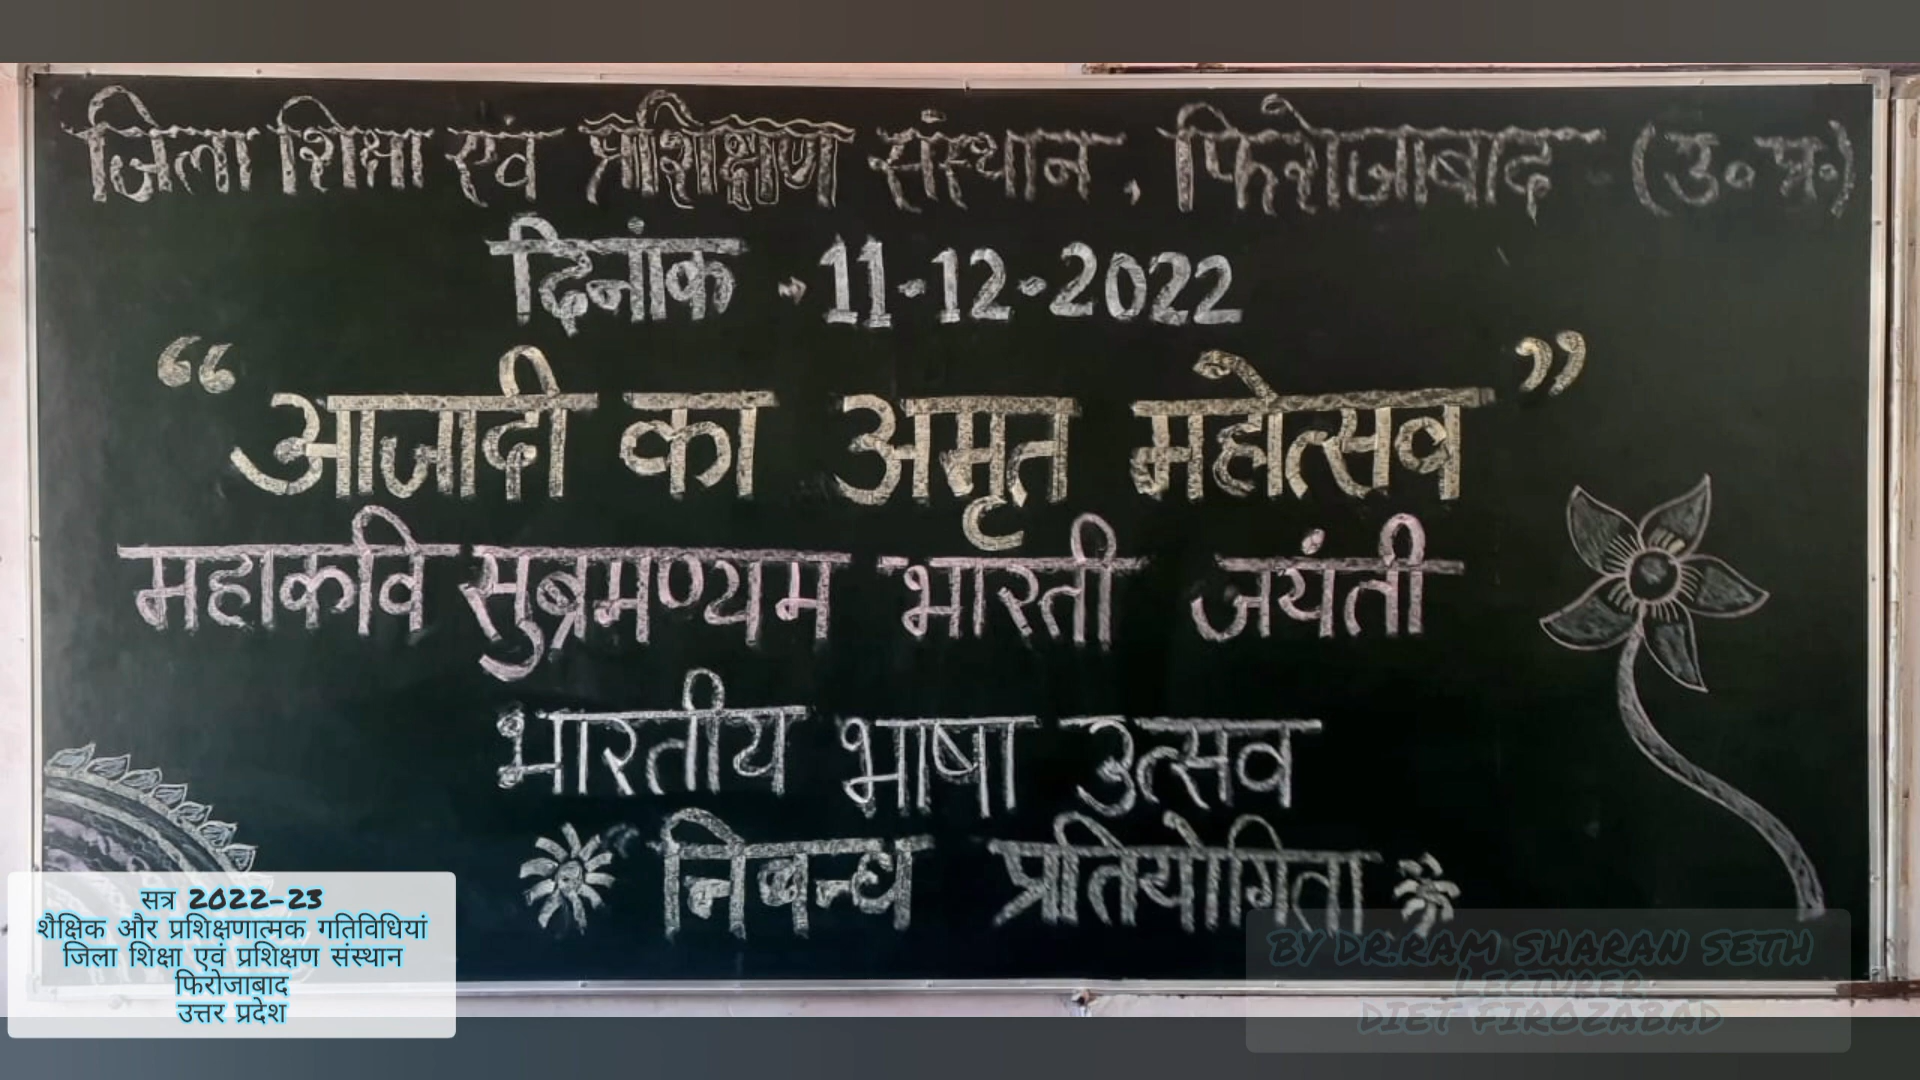 जिला शिक्षा एवं प्रशिक्षण संस्थान, फिरोजाबाद (उ॰ प्र॰)
दिनांक → 11-12-2022
“आजादी का अमृत महोत्सव”
महाकवि सुब्रमण्यम भारती जयंती
भारतीय भाषा उत्सव
निबन्ध प्रतियोगिता
सत्र 2022-23
शैक्षिक और प्रशिक्षणात्मक गतिविधियां
जिला शिक्षा एवं प्रशिक्षण संस्थान
फिरोजाबाद
उत्तर प्रदेश
BY DR.RAM SHARAN SETH
LECTURER
DIET FIROZABAD